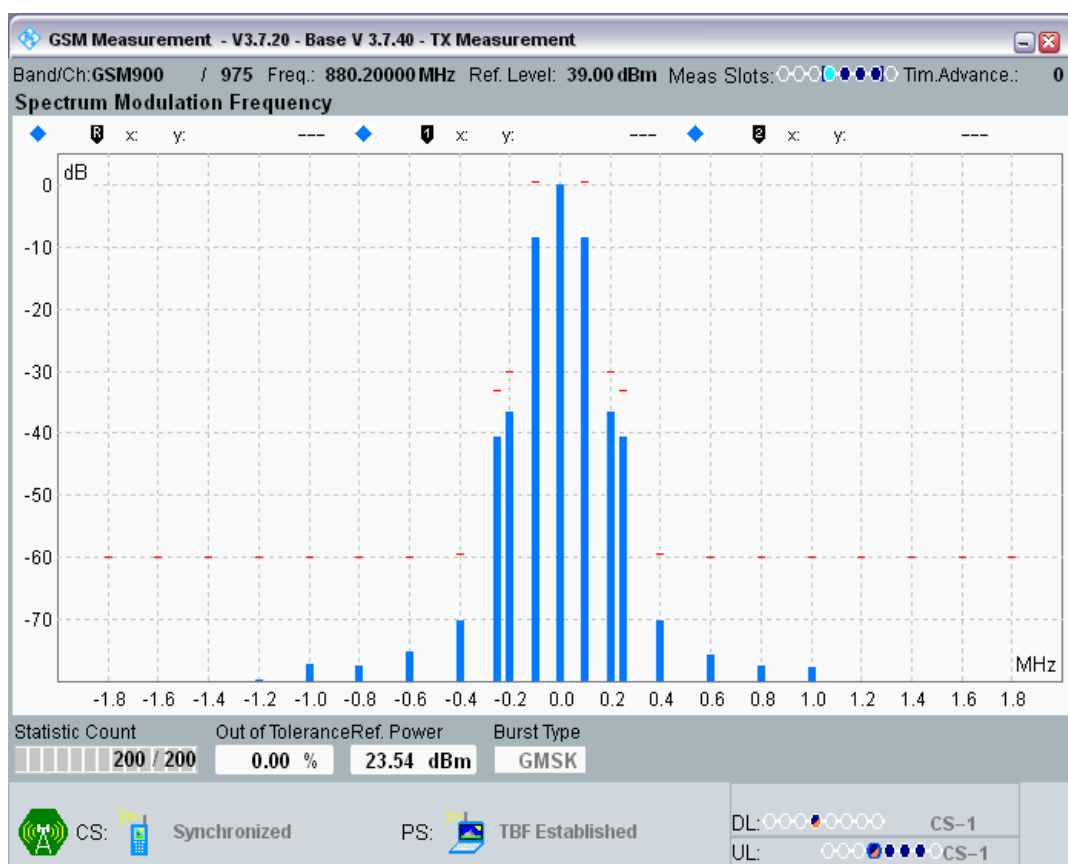 GSM Measurement - V3.7.20 - Base V 3.7.40 - TX Measurement
Band/Ch:GSM900 / 975 Freq.: 880.20000 MHz Ref. Level: 39.00 dBm Meas Slots: Tim.Advance.: 0
Spectrum Modulation Frequency
R x: y: --- 1 x: y: --- 2 x: y: ---
dB
0
-10
-20
-30
-40
-50
-60
-70
MHz
-1.8 -1.6 -1.4 -1.2 -1.0 -0.8 -0.6 -0.4 -0.2 0.0 0.2 0.4 0.6 0.8 1.0 1.2 1.4 1.6 1.8
Statistic Count Out of Tolerance Ref. Power Burst Type
200 / 200 0.00 % 23.54 dBm GMSK
CS: Synchronized PS: TBF Established DL: CS-1
UL: CS-1